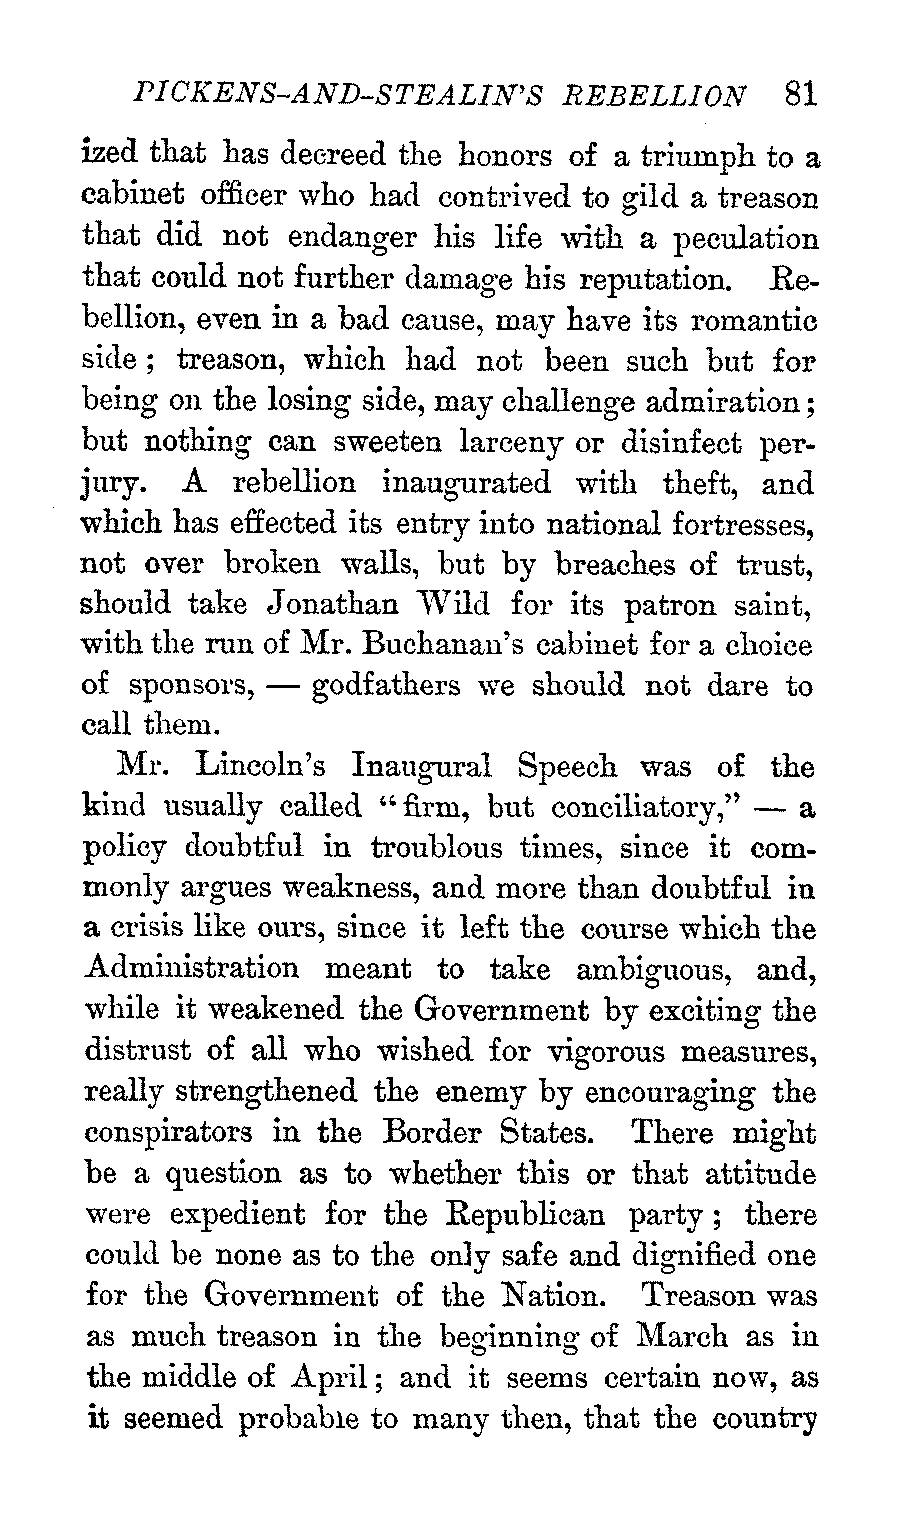 PICKENS-AND-STEALIN'S REBELLION 81
ized that has decreed the honors of a triumph to a
cabinet officer who had contrived to gild a treason
that did not endanger his life with a peculation
that could not further damage his reputation. Re-
bellion, even in a bad cause, may have its romantic
side ; treason, which had not been such but for
being on the losing side, may challenge admiration ;
but nothing can sweeten larceny or disinfect per-
jury. A rebellion inaugurated with theft, and
which has effected its entry into national fortresses,
not over broken walls, but by breaches of trust,
should take Jonathan Wild for its patron saint,
with the run of Mr. Buchanan's cabinet for a choice
of sponsors, — godfathers we should not dare to
call them.
Mr. Lincoln's Inaugural Speech was of the
kind usually called "firm, but conciliatory," — a
policy doubtful in troublous times, since it com-
monly argues weakness, and more than doubtful in
a crisis like ours, since it left the course which the
Administration meant to take ambiguous, and,
while it weakened the Government by exciting the
distrust of all who wished for vigorous measures,
really strengthened the enemy by encouraging the
conspirators in the Border States. There might
be a question as to whether this or that attitude
were expedient for the Republican party ; there
could be none as to the only safe and dignified one
for the Government of the Nation. Treason was
as much treason in the beginning of March as in
the middle of April ; and it seems certain now, as
it seemed probable to many then, that the country